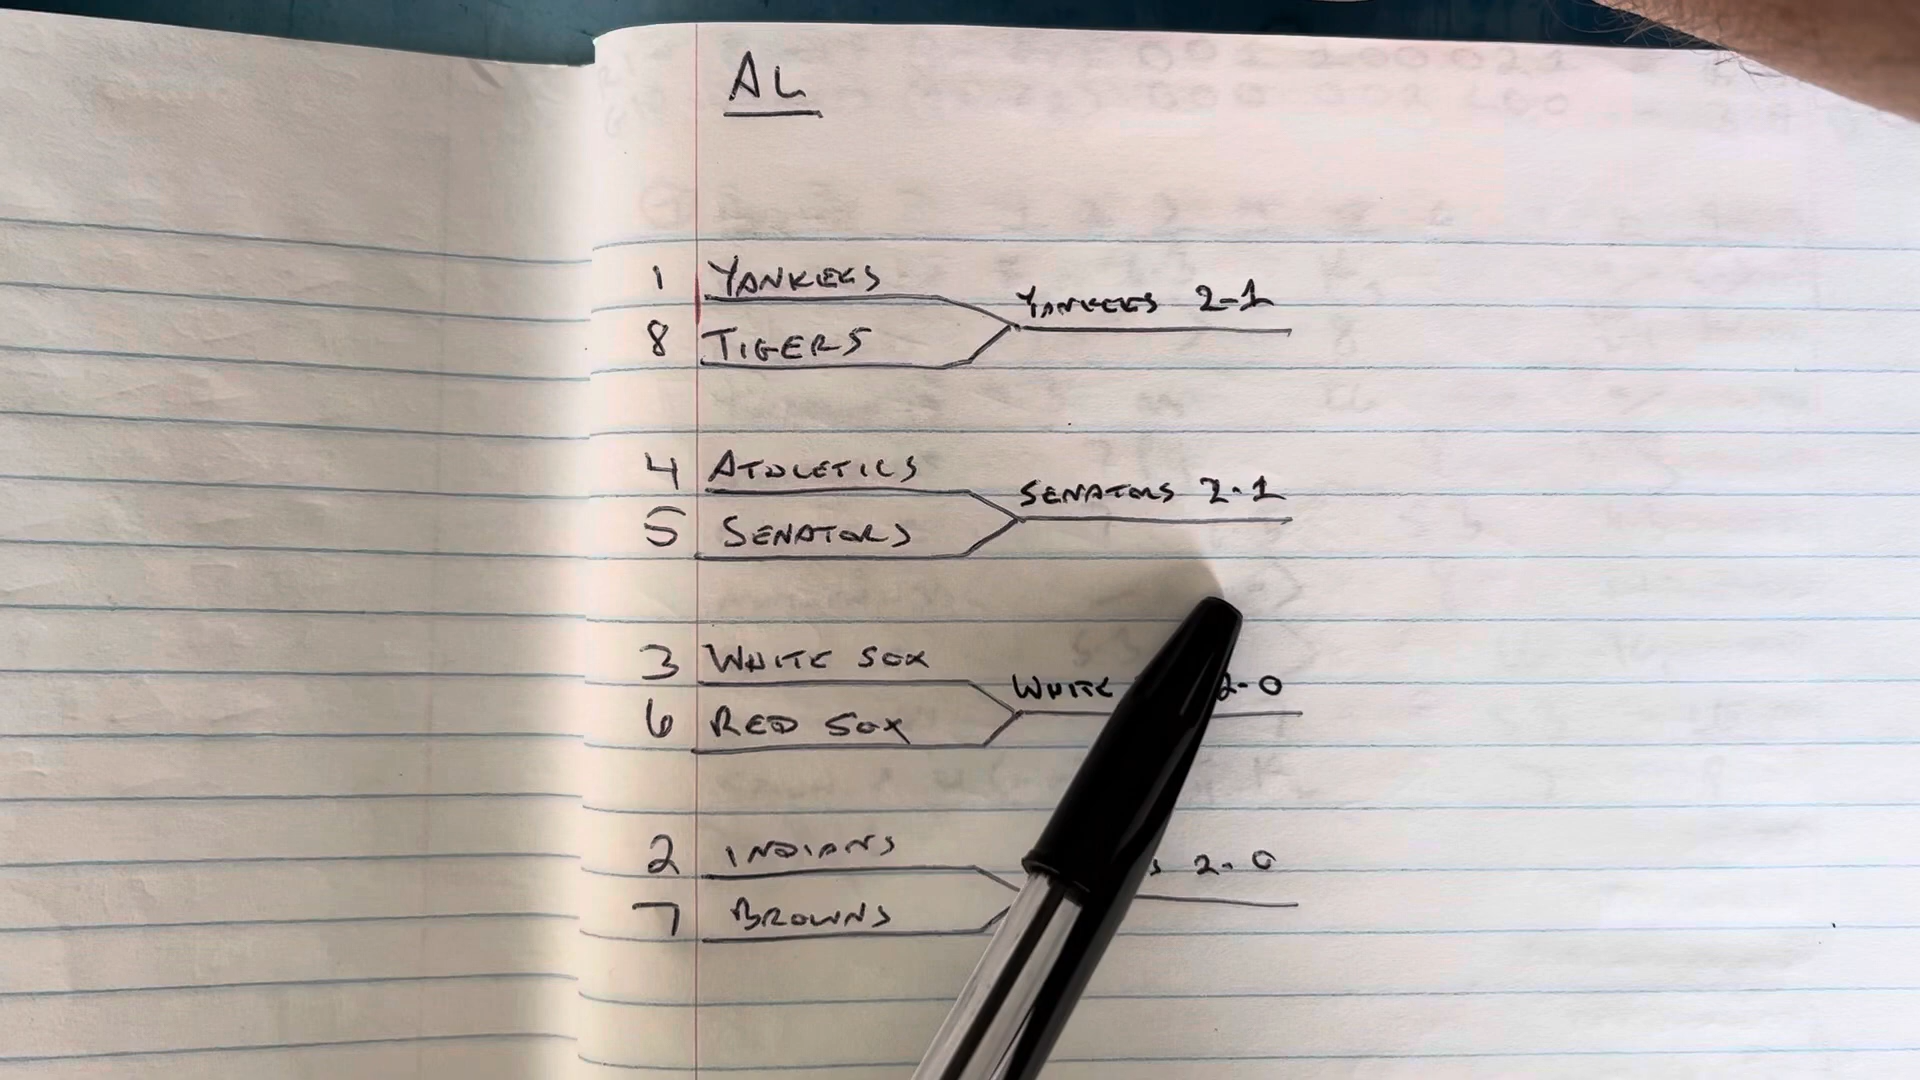 AL
1 YANKEES
YANKEES 2-1
8 TIGERS
4 ATHLETICS
SENATORS 2-1
5 SENATORS
3 WHITE SOX
WHITE 2-0
6 RED SOX
2 INDIANS
2-0
7 BROWNS